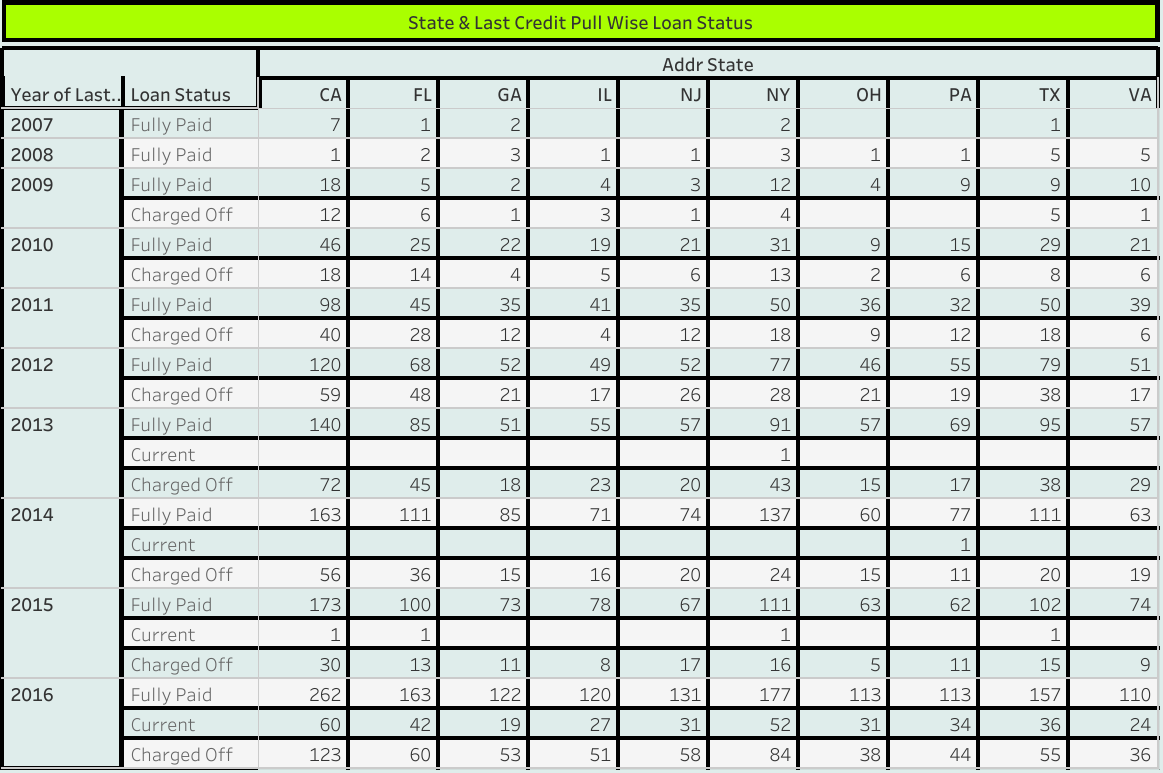 State & Last Credit Pull Wise Loan Status
Addr State
Year of Last.. Loan Status CA FL GA IL NJ NY OH PA TX VA
2007 Fully Paid 7 1 2 2 1
2008 Fully Paid 1 2 3 1 1 3 1 1 5 5
2009 Fully Paid 18 5 2 4 3 12 4 9 9 10
Charged Off 12 6 1 3 1 4 5 1
2010 Fully Paid 46 25 22 19 21 31 9 15 29 21
Charged Off 18 14 4 5 6 13 2 6 8 6
2011 Fully Paid 98 45 35 41 35 50 36 32 50 39
Charged Off 40 28 12 4 12 18 9 12 18 6
2012 Fully Paid 120 68 52 49 52 77 46 55 79 51
Charged Off 59 48 21 17 26 28 21 19 38 17
2013 Fully Paid 140 85 51 55 57 91 57 69 95 57
Current 1
Charged Off 72 45 18 23 20 43 15 17 38 29
2014 Fully Paid 163 111 85 71 74 137 60 77 111 63
Current 1
Charged Off 56 36 15 16 20 24 15 11 20 19
2015 Fully Paid 173 100 73 78 67 111 63 62 102 74
Current 1 1 1 1
Charged Off 30 13 11 8 17 16 5 11 15 9
2016 Fully Paid 262 163 122 120 131 177 113 113 157 110
Current 60 42 19 27 31 52 31 34 36 24
Charged Off 123 60 53 51 58 84 38 44 55 36